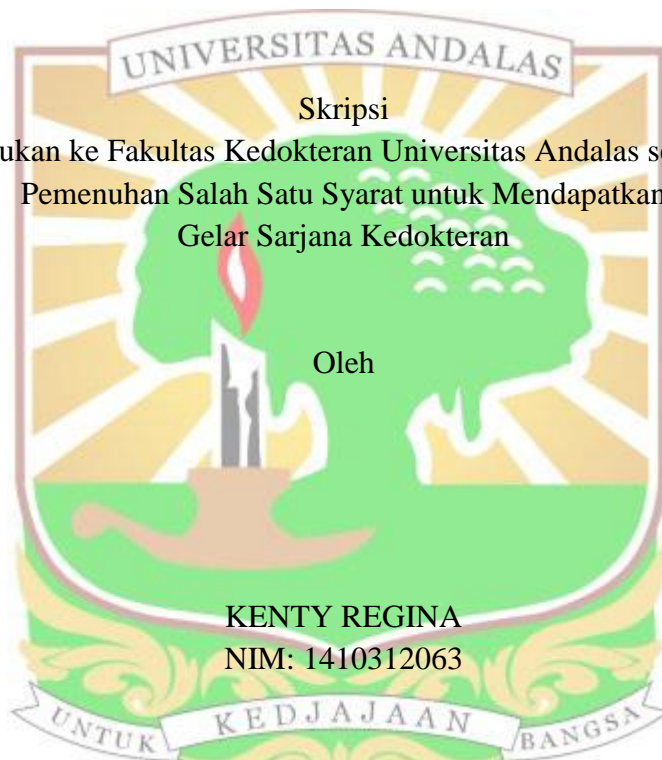 UNIVERSITAS ANDALAS
Skripsi
ukan ke Fakultas Kedokteran Universitas Andalas se
Pemenuhan Salah Satu Syarat untuk Mendapatkan
Gelar Sarjana Kedokteran
Oleh
KENTY REGINA
NIM: 1410312063
UNTUK KEDJAJAAN BANGSA